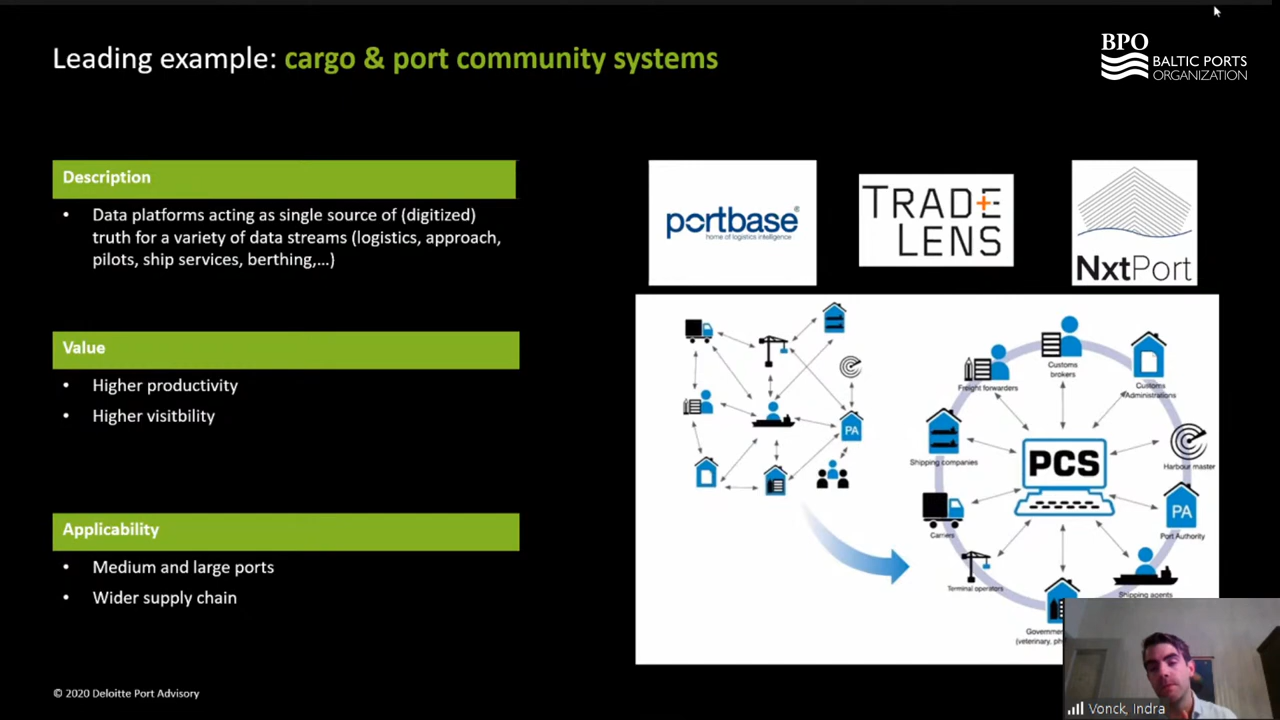 Leading example: cargo & port community systems
BPO
BALTIC PORTS
ORGANIZATION
Description
• Data platforms acting as single source of (digitized)
truth for a variety of data streams (logistics, approach,
pilots, ship services, berthing,...)
Value
• Higher productivity
• Higher visitbility
Applicability
• Medium and large ports
• Wider supply chain
portbase®
home of logistics intelligence
TRADE
LENS
NxtPort
PA
Customs
brokers
Freight forwarders
Customs
Administrations
Shipping companies
PCS
Harbour master
Carriers
PA
Port Authority
Terminal operators
Shipping agents
(veterinary,
© 2020 Deloitte Port Advisory
Vonck, Indra